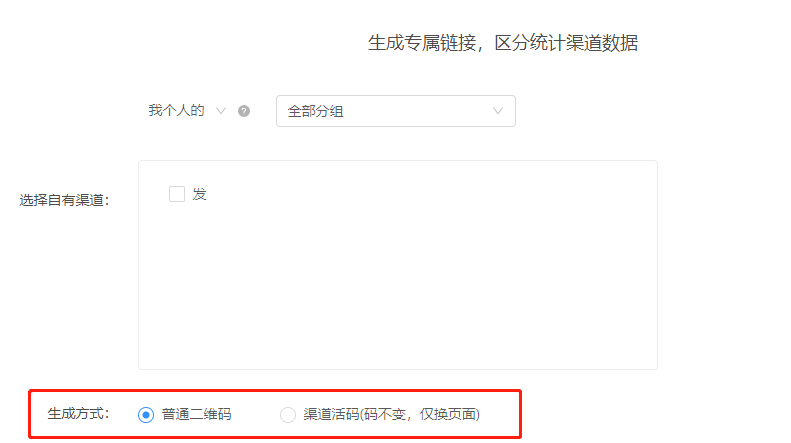 生成专属链接，区分统计渠道数据
我个人的 ? 全部分组
选择自有渠道： 发
生成方式： 普通二维码 渠道活码(码不变，仅换页面)